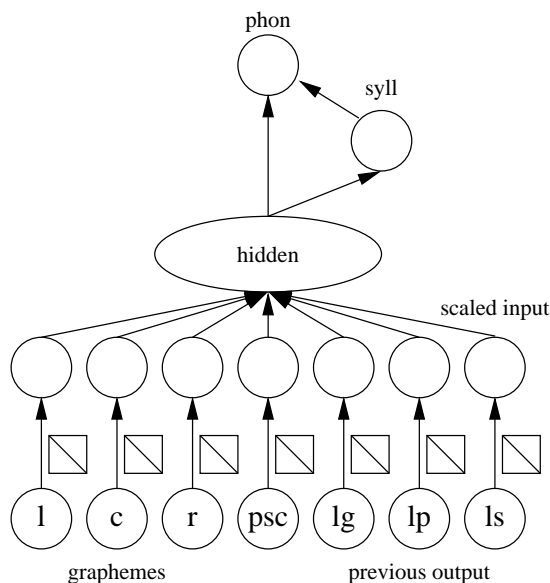 phon
syll
hidden
scaled input
l c r psc lg lp ls
graphemes previous output